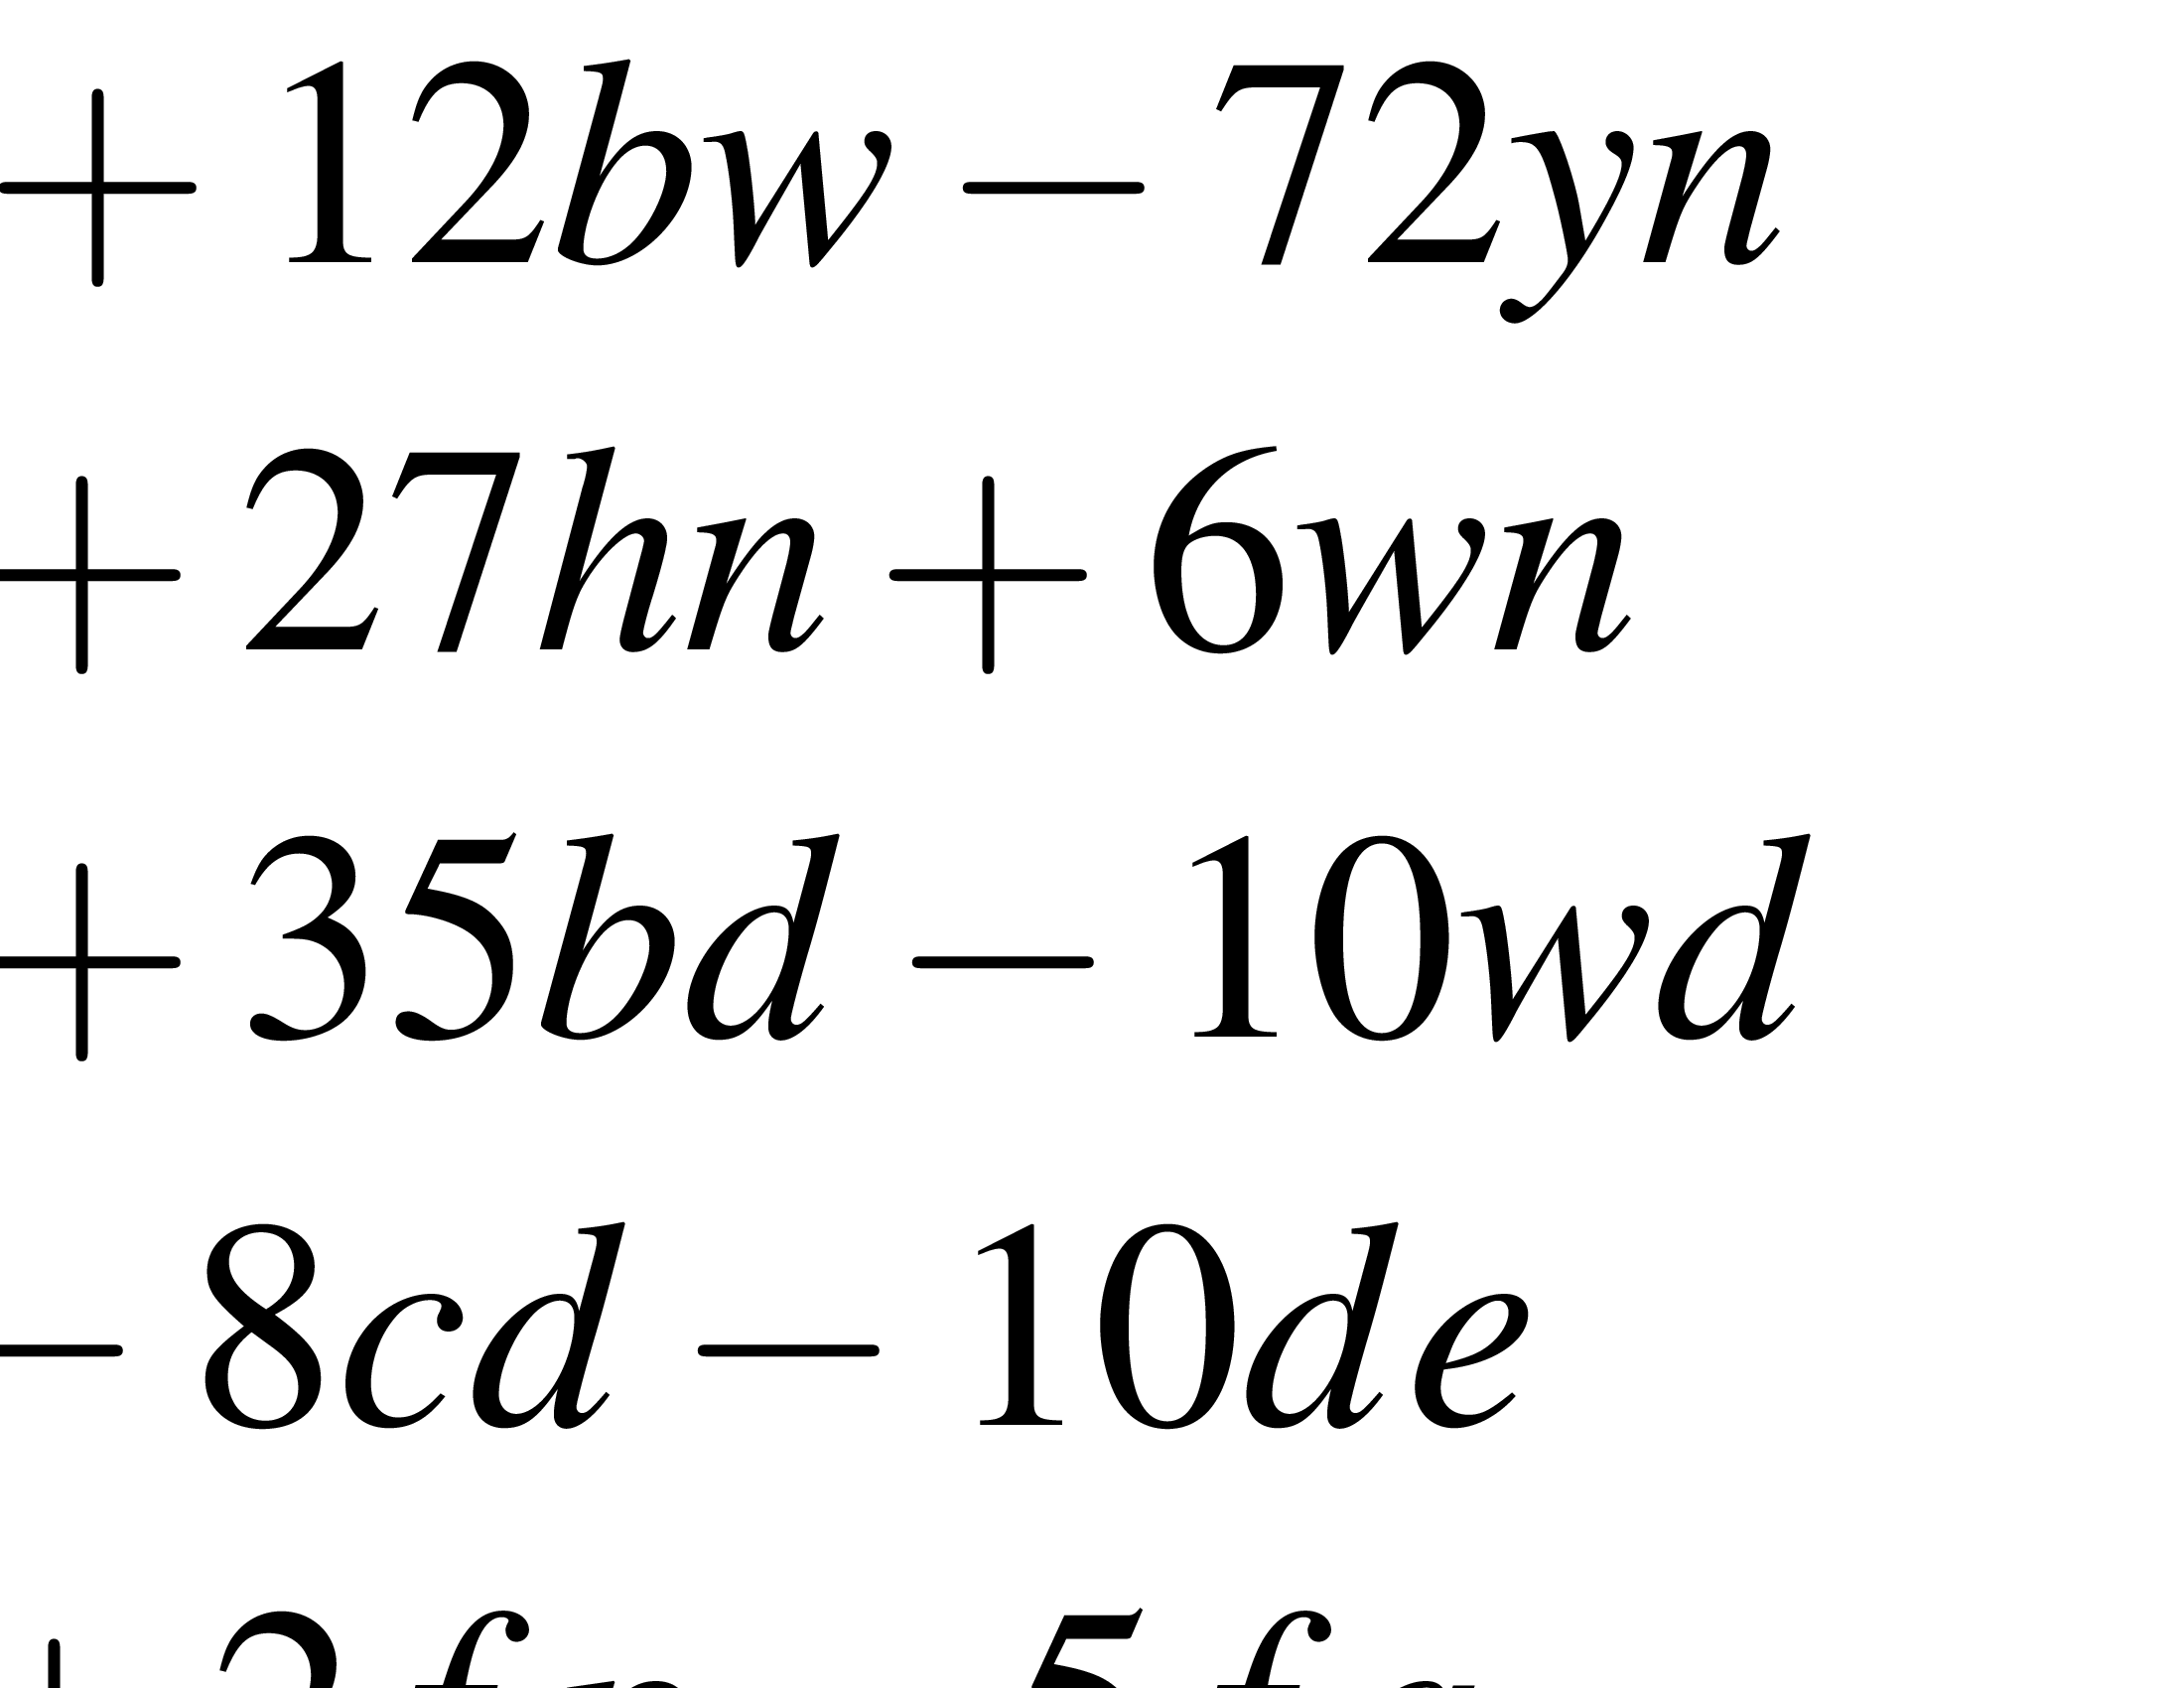 + 12bw − 72yn
+ 27hn + 6wn
+ 35bd − 10wd
− 8cd − 10de